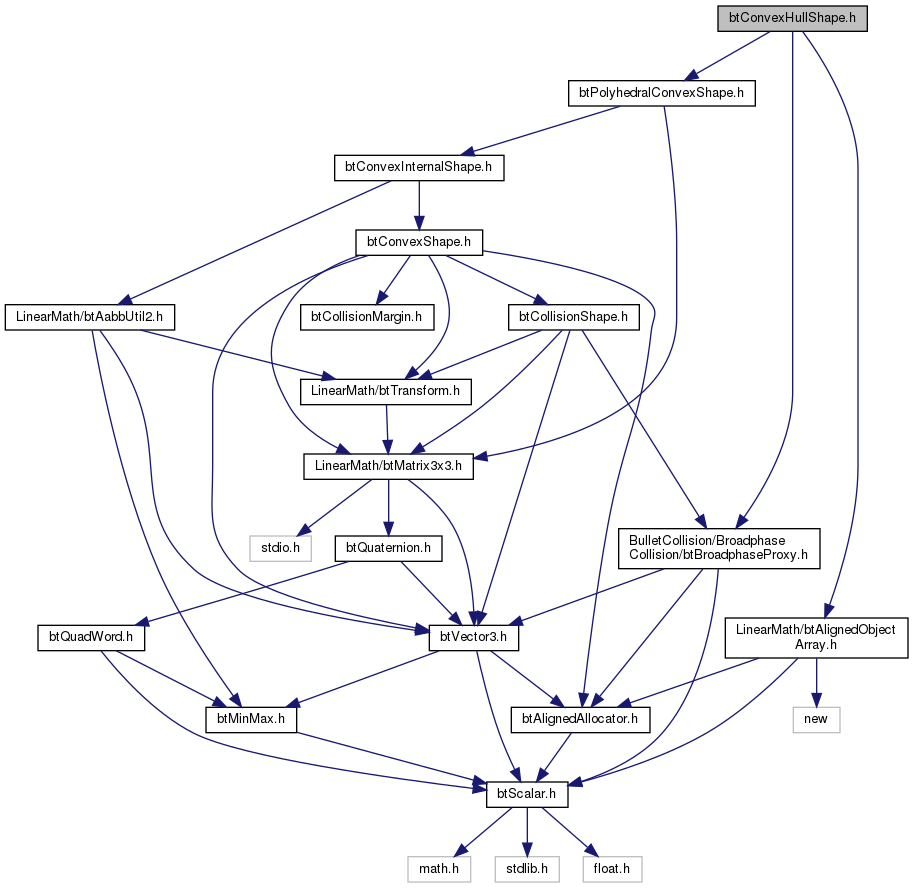 btConvexHullShape.h
btPolyhedralConvexShape.h
btConvexInternalShape.h
btConvexShape.h
LinearMath/btAabbUtil2.h
btCollisionMargin.h
btCollisionShape.h
LinearMath/btTransform.h
LinearMath/btMatrix3x3.h
stdio.h
btQuaternion.h
BulletCollision/Broadphase
Collision/btBroadphaseProxy.h
btQuadWord.h
btVector3.h
LinearMath/btAlignedObject
Array.h
btMinMax.h
btAlignedAllocator.h
new
btScalar.h
math.h
stdlib.h
float.h